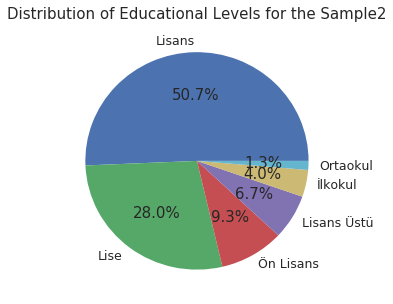 Distribution of Educational Levels for the Sample2
Lisans
50.7%
1.3%
Ortaokul
4.0%
İlkokul
6.7%
Lisans Üstü
9.3%
28.0%
Lise
Ön Lisans